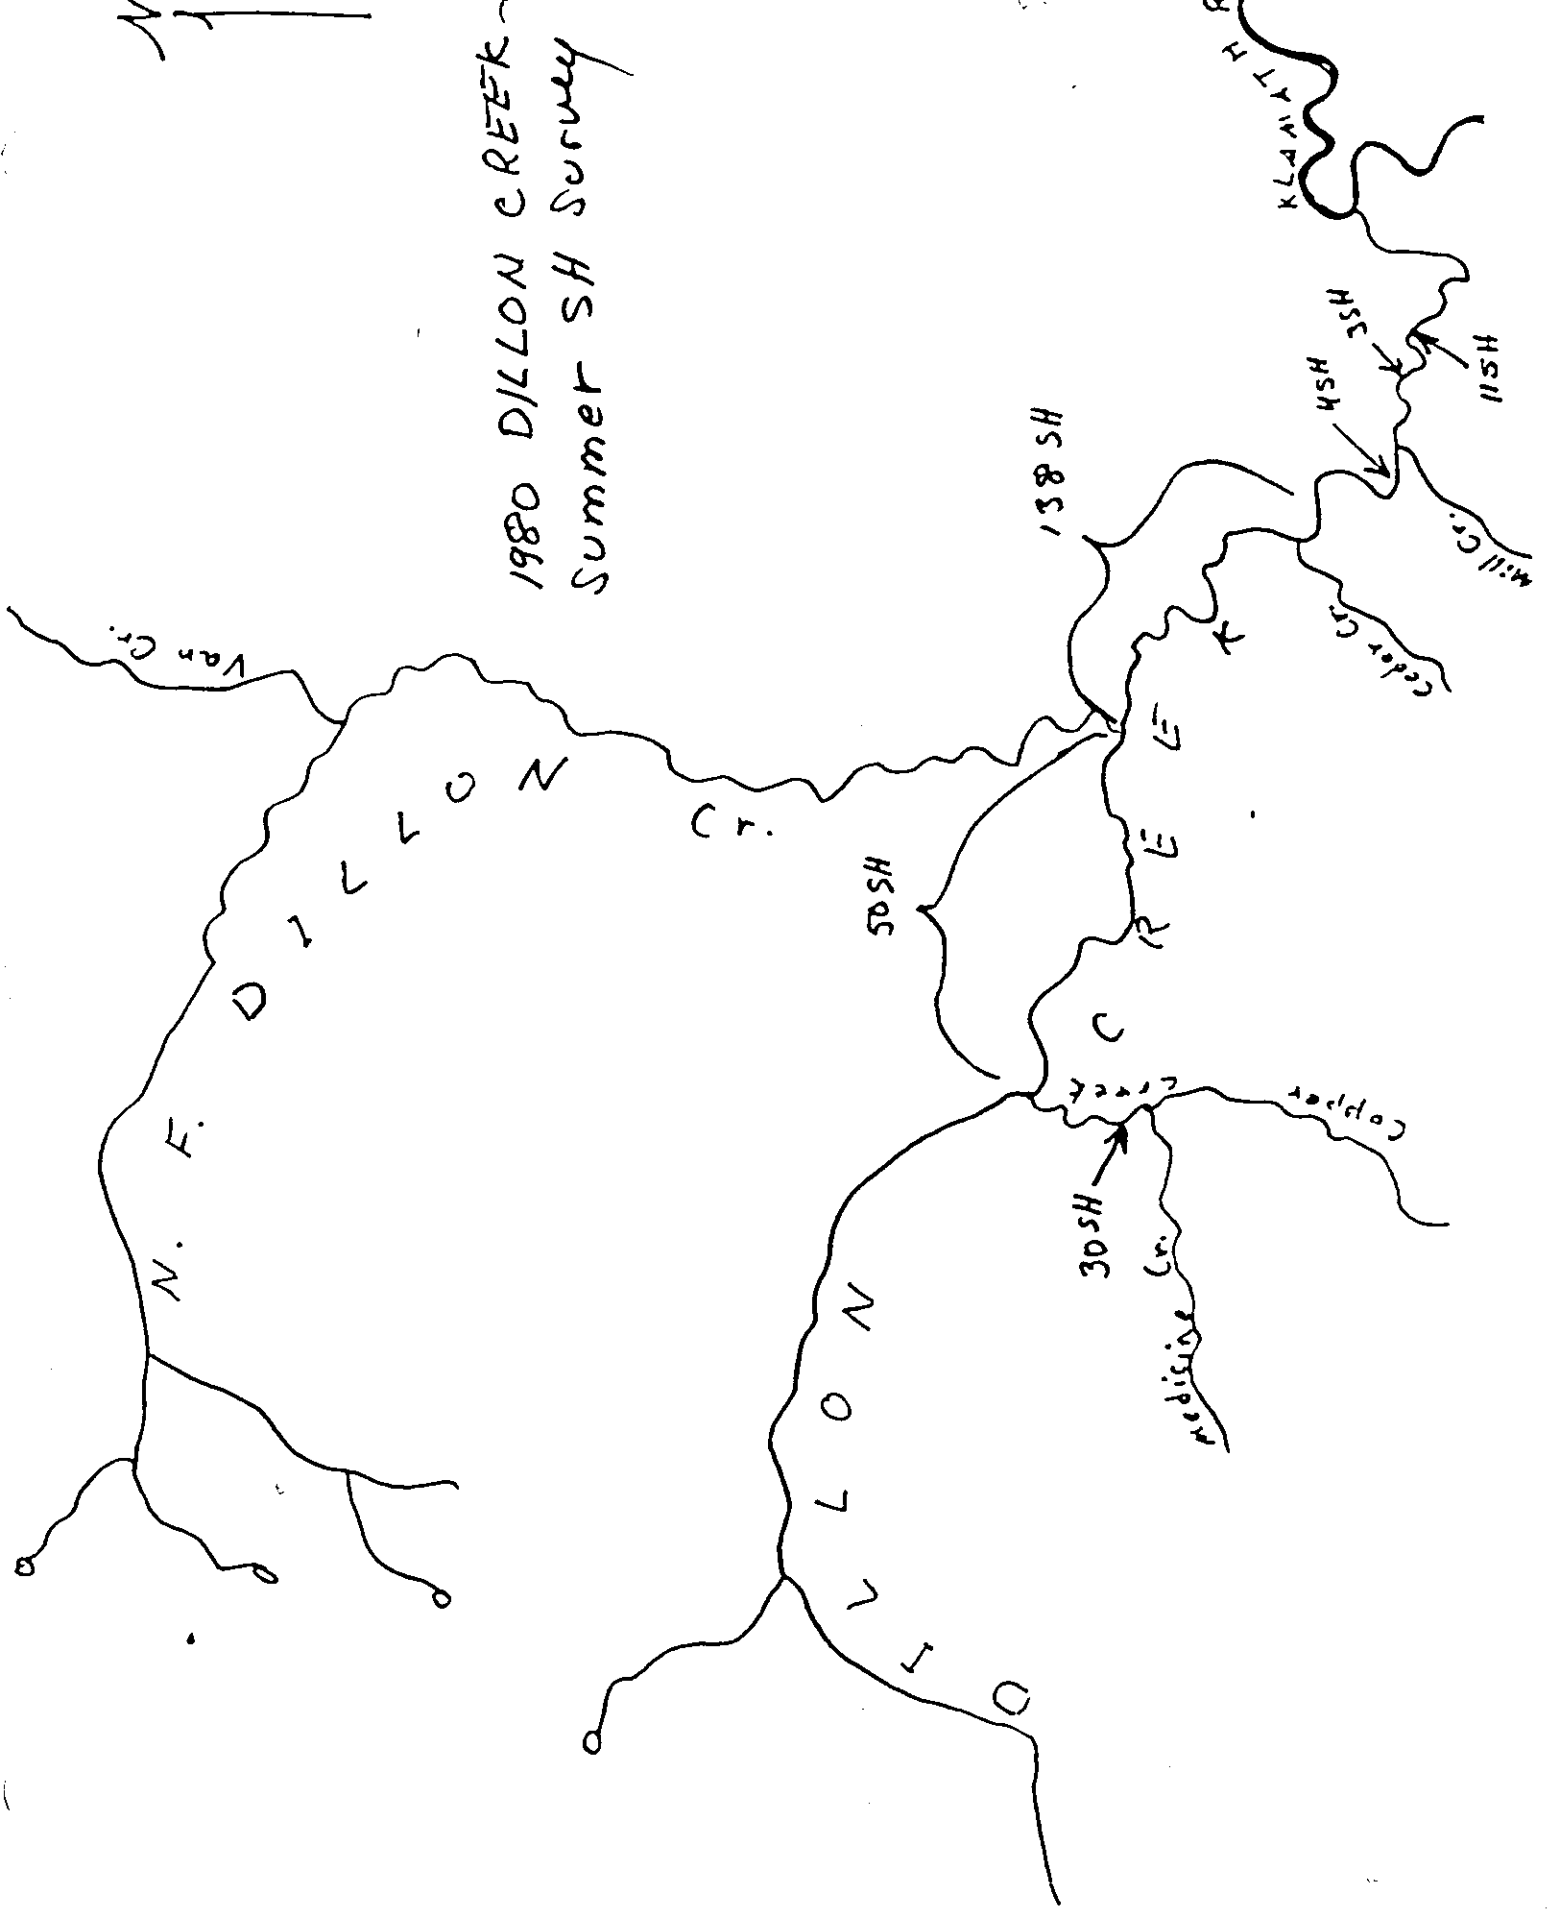 N
1980 DILLON CREEK
Summer SH Survey
Van Cr.
N. F. DILLON Cr.
KLAMATH R
3SH
4SH
11SH
138 SH
Mill Cr.
Cedar Cr.
50SH
DILLON CREEK
30SH
Copper Creek
Medicine Cr.